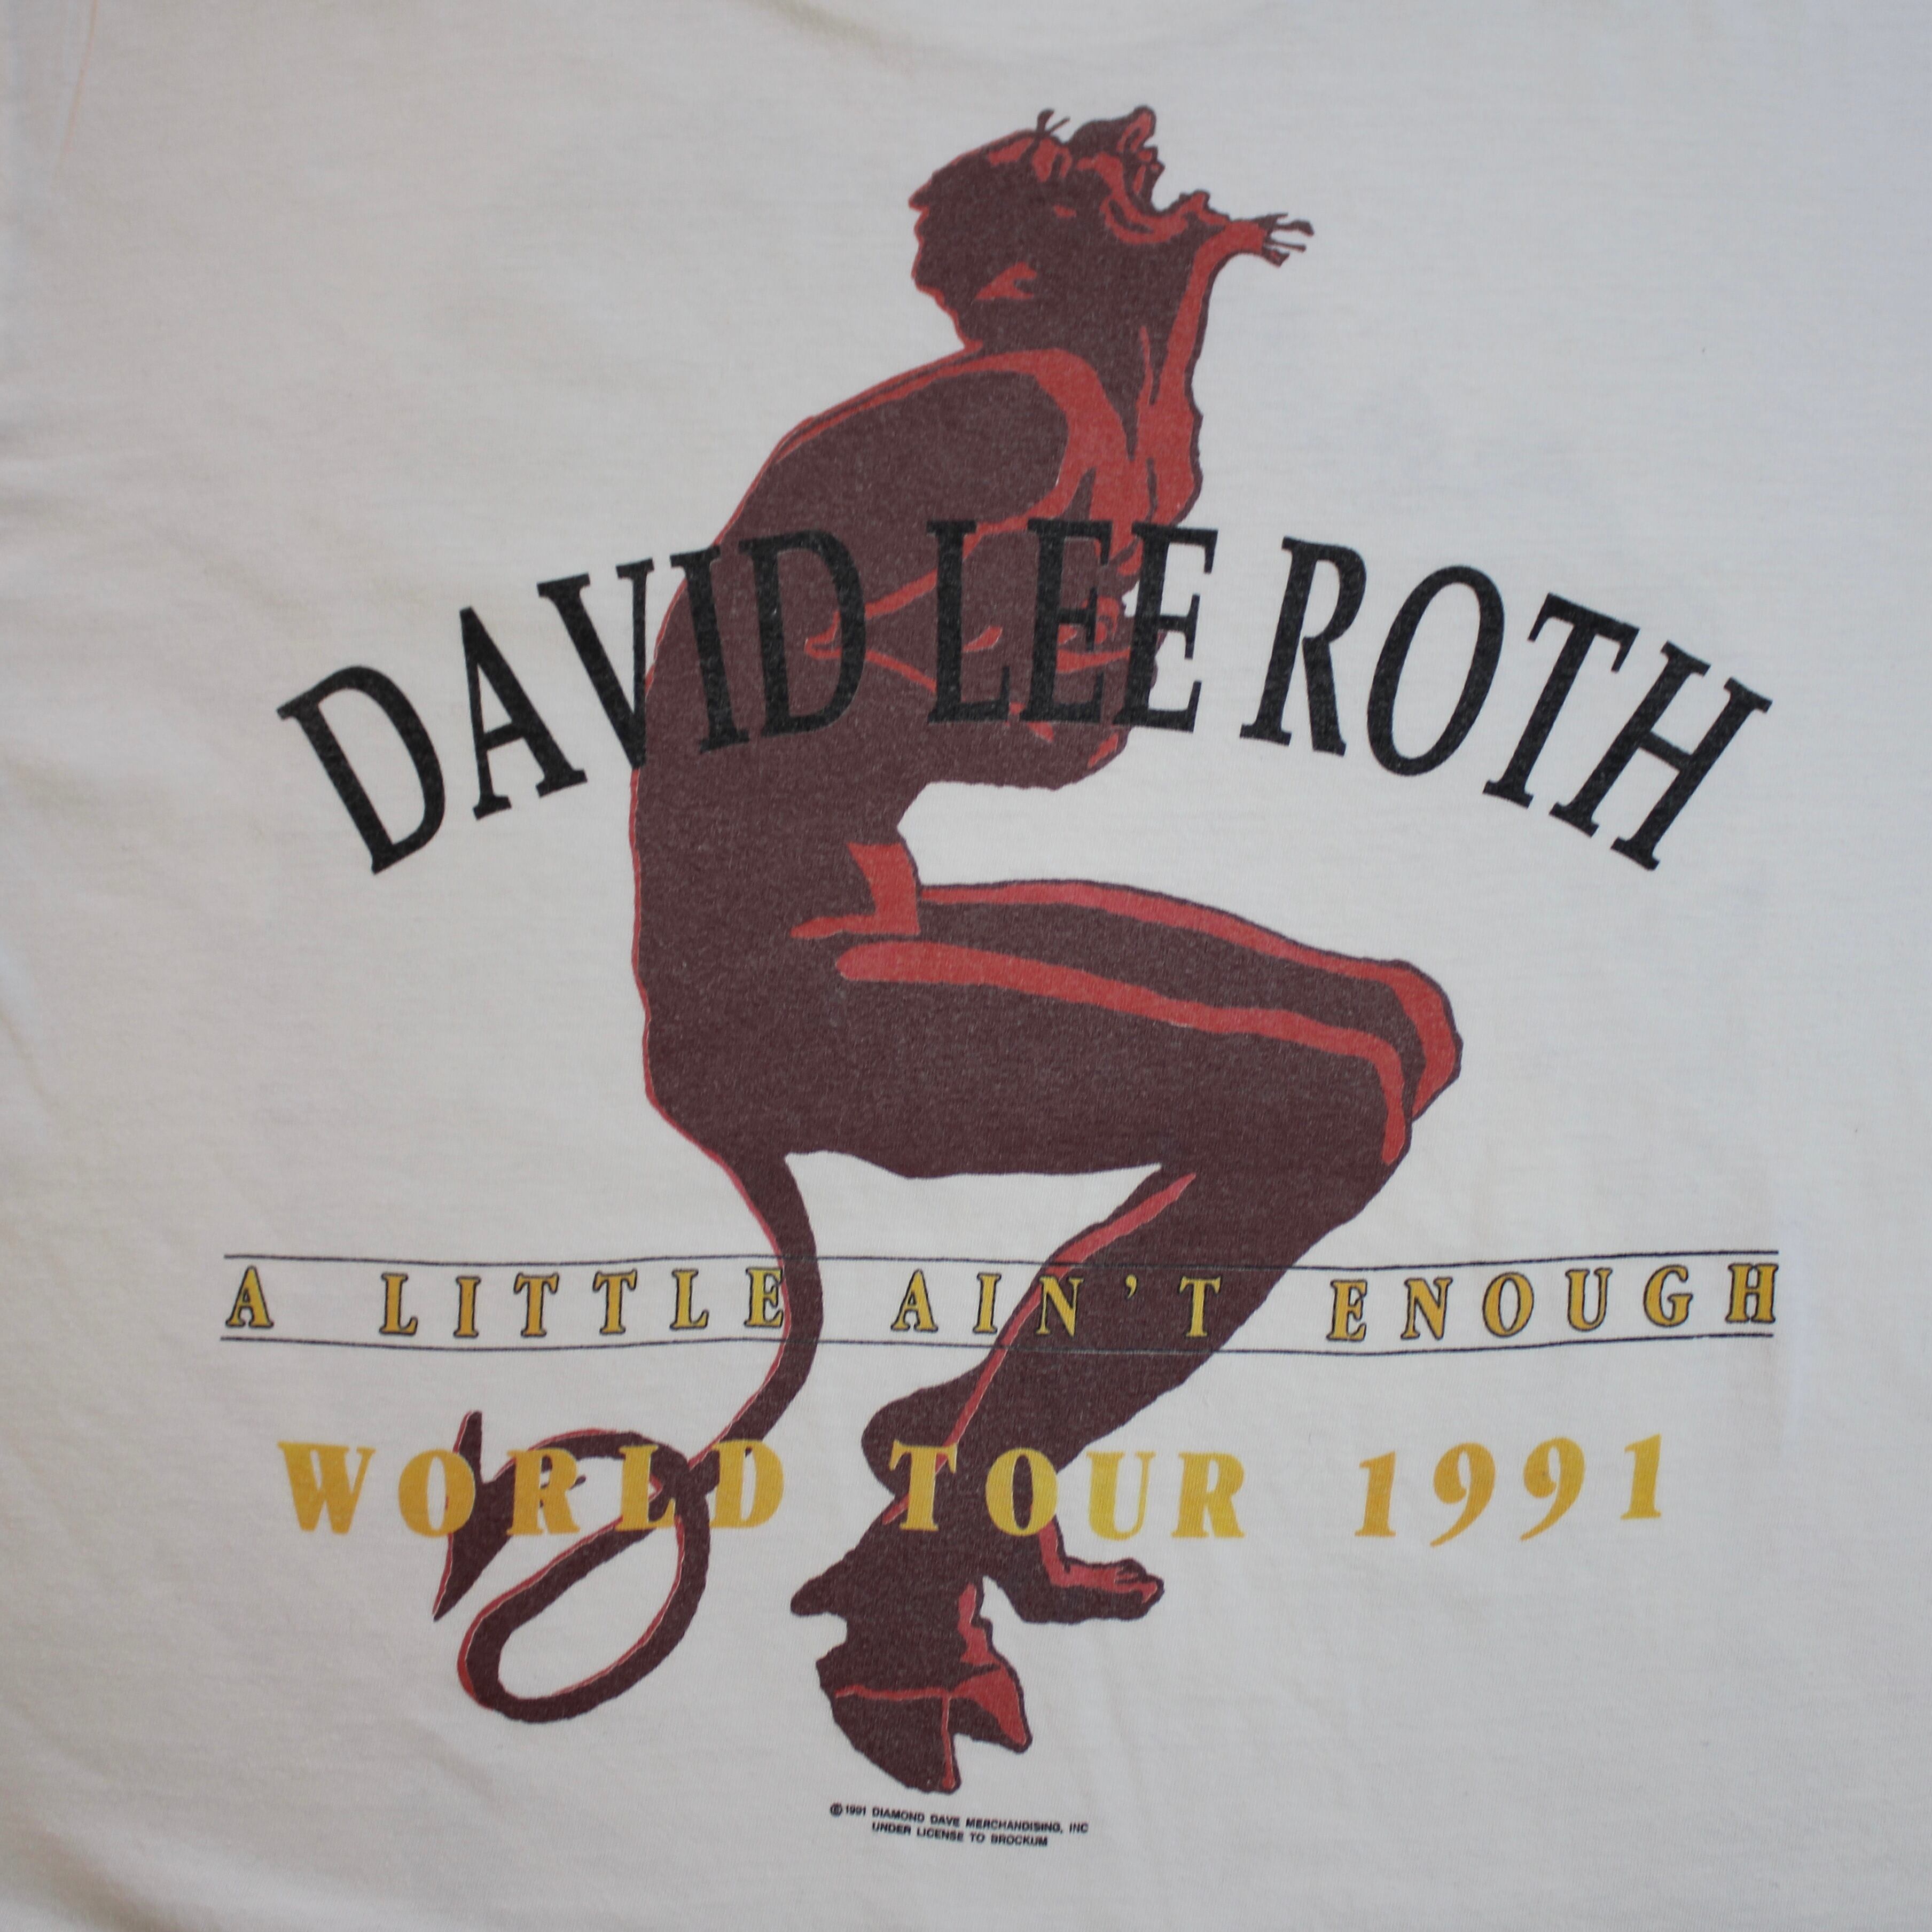 DAVID LEE ROTH
A LITTLE AIN'T ENOUGH
WORLD TOUR 1991
©1991 DIAMOND DAVE MERCHANDISING, INC
UNDER LICENSE TO BROCKUM